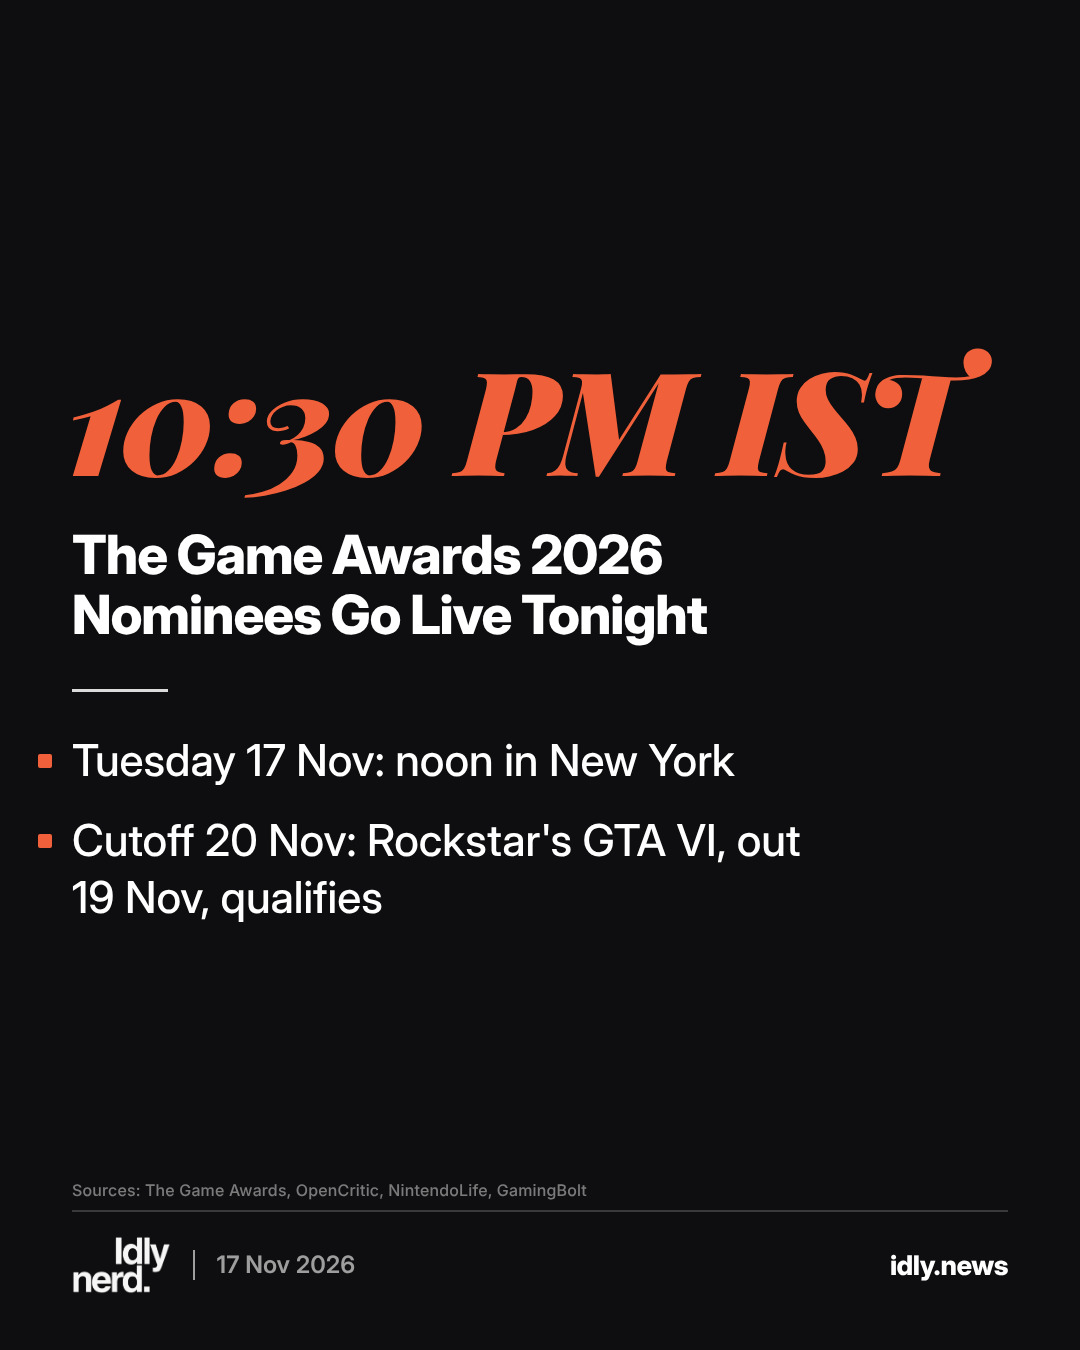 10:30 PM IST
The Game Awards 2026
Nominees Go Live Tonight
Tuesday 17 Nov: noon in New York
Cutoff 20 Nov: Rockstar's GTA VI, out
19 Nov, qualifies
Sources: The Game Awards, OpenCritic, NintendoLife, GamingBolt
Idly
nerd.
17 Nov 2026
idly.news